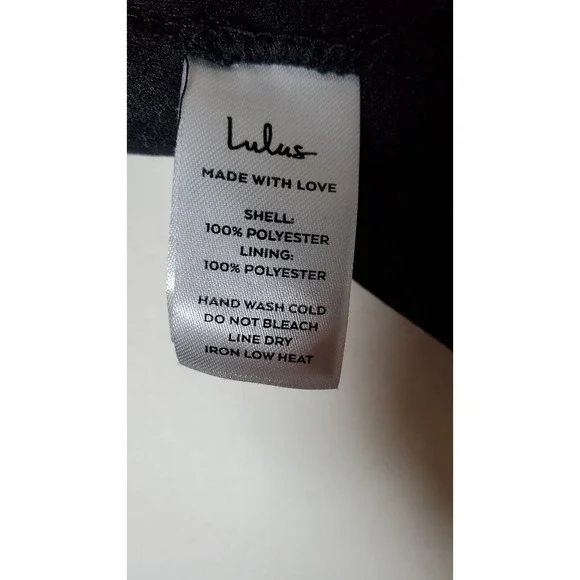 Lulus
MADE WITH LOVE
SHELL:
100% POLYESTER
LINING:
100% POLYESTER
HAND WASH COLD
DO NOT BLEACH
LINE DRY
IRON LOW HEAT